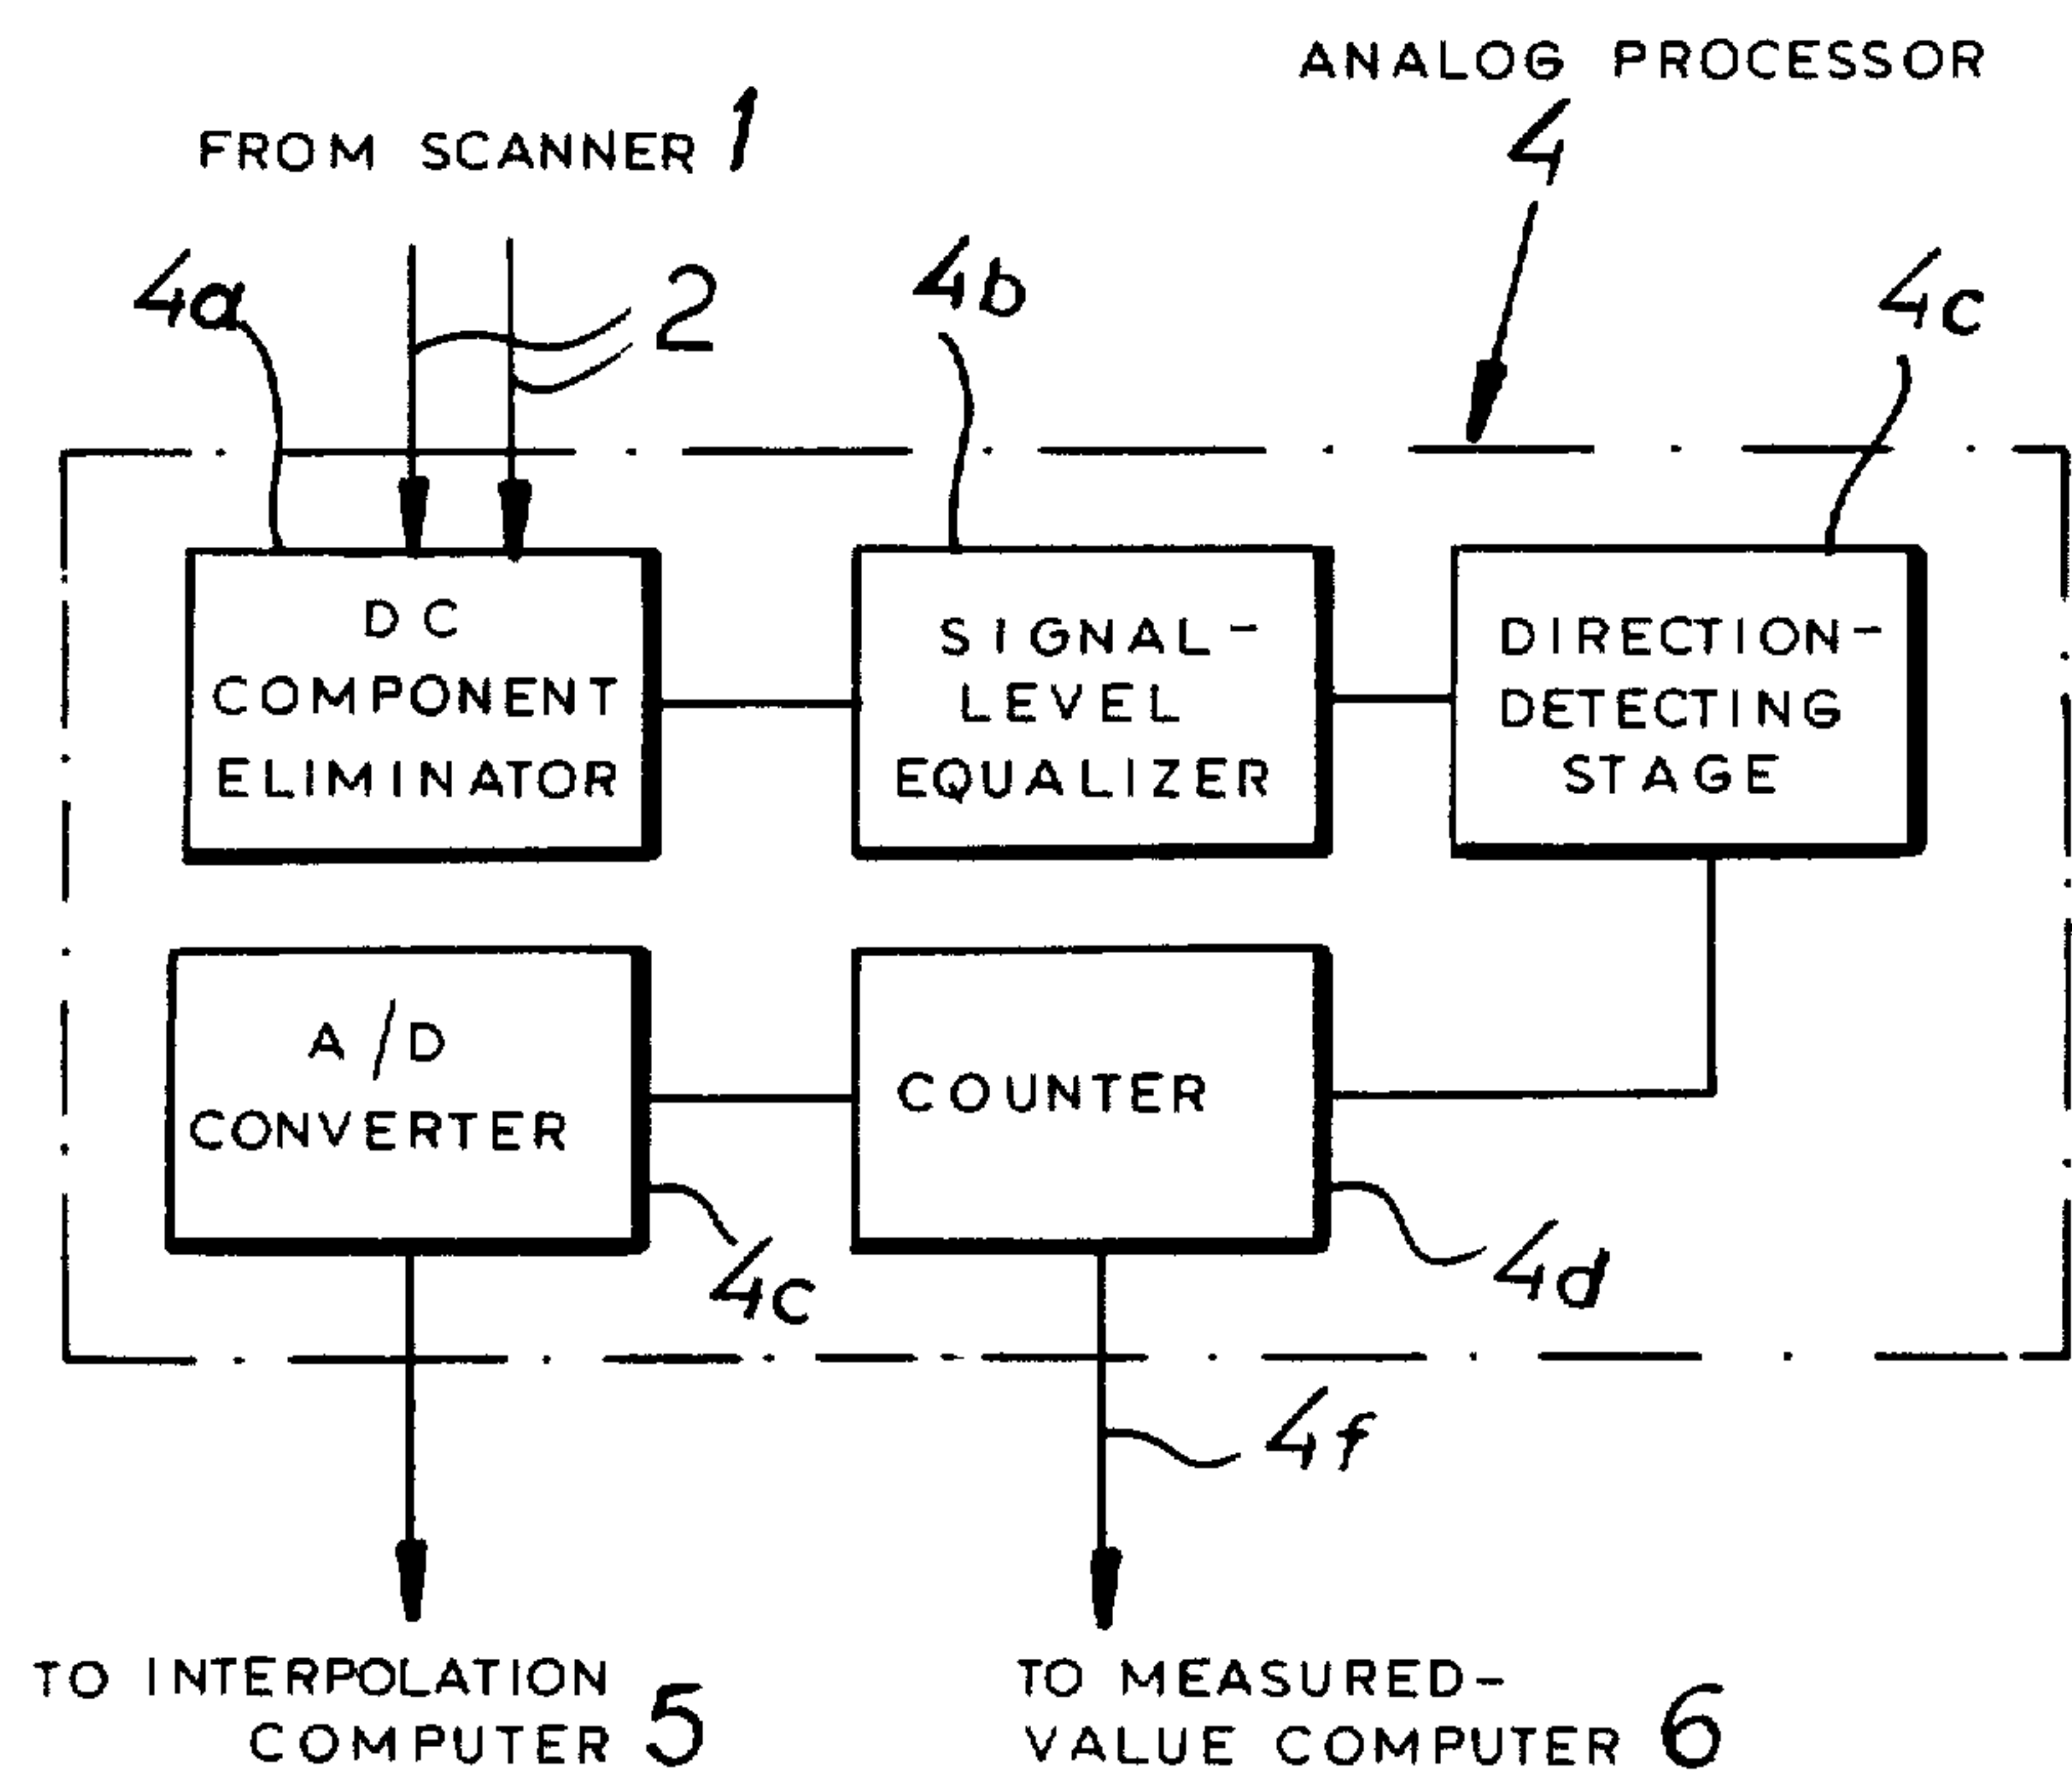 ANALOG PROCESSOR
4
FROM SCANNER 1
4a
2
4b
4c
DC
COMPONENT
ELIMINATOR
SIGNAL-
LEVEL
EQUALIZER
DIRECTION-
DETECTING
STAGE
A/D
CONVERTER
COUNTER
4c
4d
4f
TO INTERPOLATION
COMPUTER 5
TO MEASURED-
VALUE COMPUTER 6